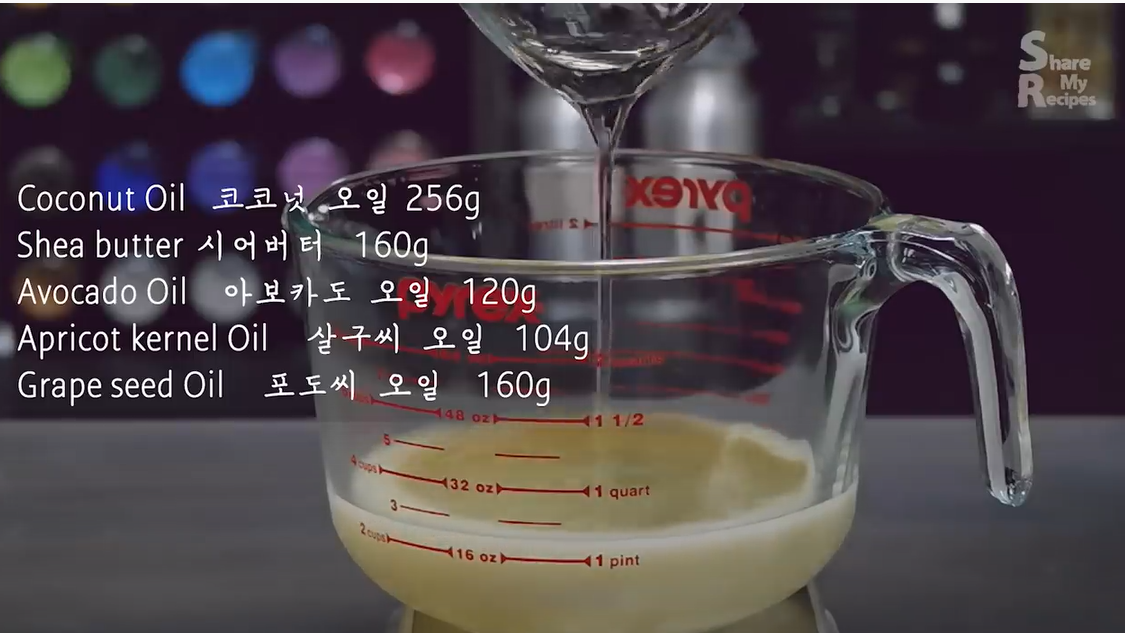 Share
My
Recipes
Coconut Oil 코코넛 오일 256g
Shea butter 시어버터 160g
Avocado Oil 아보카도 오일 120g
Apricot kernel Oil 살구씨 오일 104g
Grape seed Oil 포도씨 오일 160g
pyrex
2 litres
48 oz 1 1/2
5
4 cups 32 oz 1 quart
3
2 cups 16 oz 1 pint